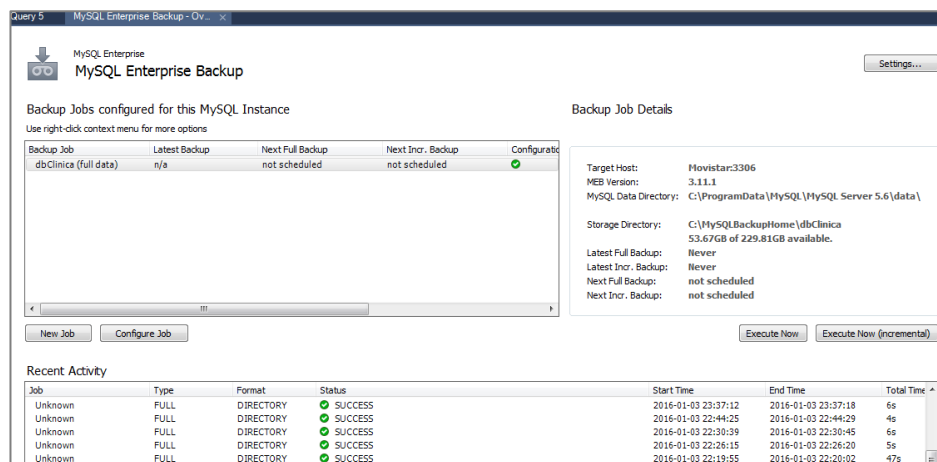 Query 5 MySQL Enterprise Backup - Ov...
MySQL Enterprise
MySQL Enterprise Backup
Settings...
Backup Jobs configured for this MySQL Instance
Use right-click context menu for more options
Backup Job Latest Backup Next Full Backup Next Incr. Backup Configuratic
dbClinica (full data) n/a not scheduled not scheduled
New Job Configure Job
Backup Job Details
Target Host: Movistar:3306
MEB Version: 3.11.1
MySQL Data Directory: C:\ProgramData\MySQL\MySQL Server 5.6\data\
Storage Directory: C:\MySQLBackupHome\dbClinica
53.67GB of 229.81GB available.
Latest Full Backup: Never
Latest Incr. Backup: Never
Next Full Backup: not scheduled
Next Incr. Backup: not scheduled
Execute Now Execute Now (incremental)
Recent Activity
Job Type Format Status Start Time End Time Total Time
Unknown FULL DIRECTORY SUCCESS 2016-01-03 23:37:12 2016-01-03 23:37:18 6s
Unknown FULL DIRECTORY SUCCESS 2016-01-03 22:44:25 2016-01-03 22:44:29 4s
Unknown FULL DIRECTORY SUCCESS 2016-01-03 22:30:39 2016-01-03 22:30:45 6s
Unknown FULL DIRECTORY SUCCESS 2016-01-03 22:26:15 2016-01-03 22:26:20 5s
Unknown FULL DIRECTORY SUCCESS 2016-01-03 22:19:55 2016-01-03 22:20:02 47s